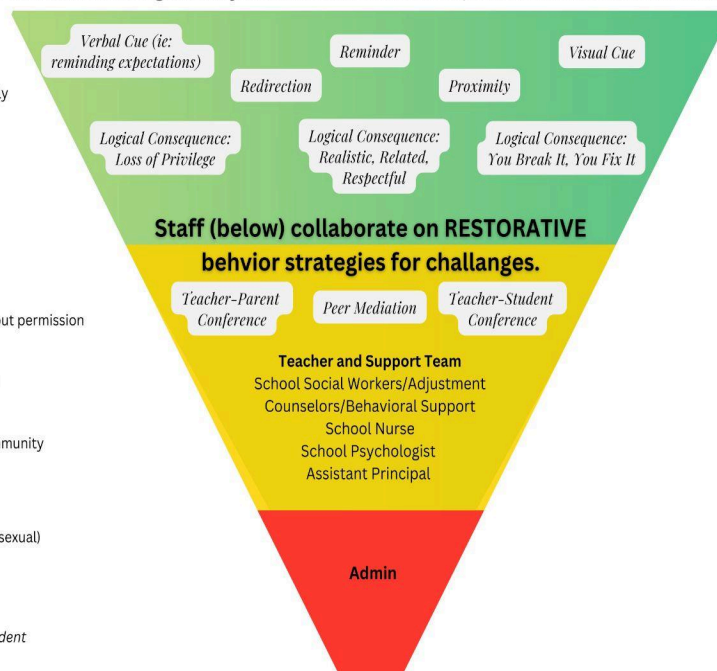 Verbal Cue (ie:
reminding expectations)
Reminder
Visual Cue
Redirection
Proximity
Logical Consequence:
Loss of Privilege
Logical Consequence:
Realistic, Related,
Respectful
Logical Consequence:
You Break It, You Fix It
Staff (below) collaborate on RESTORATIVE
behvior strategies for challanges.
Teacher-Parent
Conference
Peer Mediation
Teacher-Student
Conference
permission
Teacher and Support Team
School Social Workers/Adjustment
Counselors/Behavioral Support
School Nurse
School Psychologist
Assistant Principal
sexual)
Admin